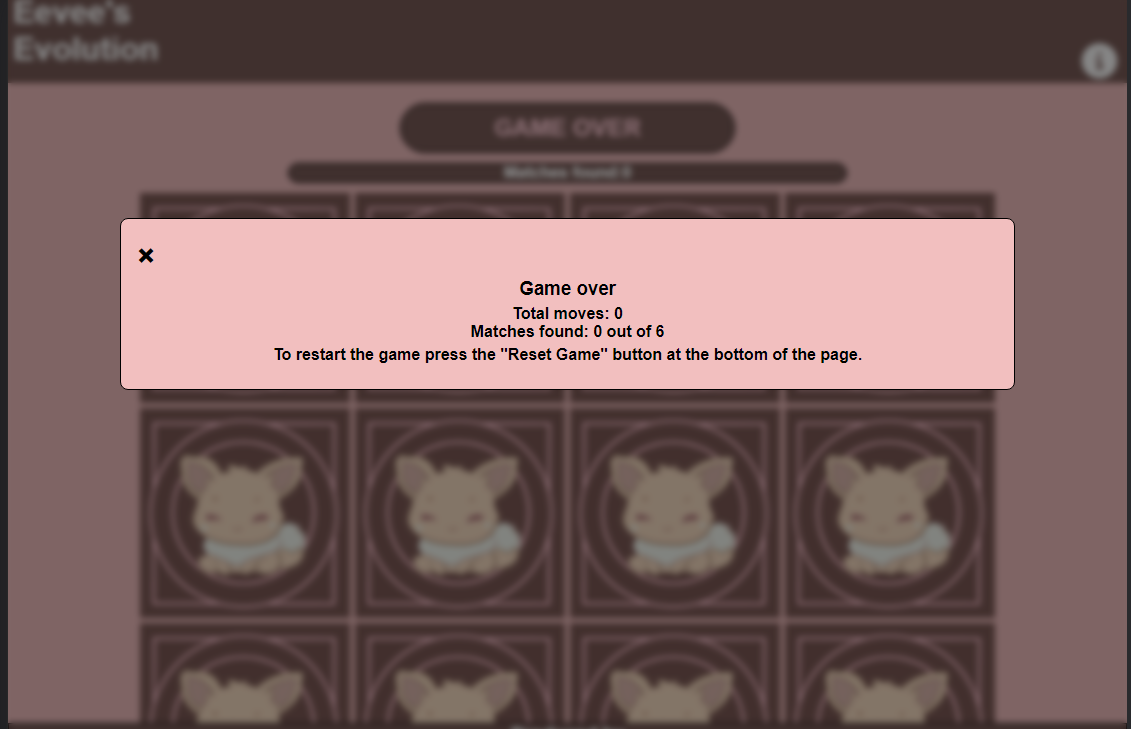 Eevee's
Evolution
GAME OVER
Matches found:0
Game over
Total moves: 0
Matches found: 0 out of 6
To restart the game press the "Reset Game" button at the bottom of the page.